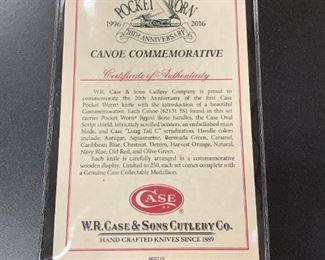 POCKET WORN
1996 2016
20TH ANNIVERSARY
CANOE COMMEMORATIVE
Certificate of Authenticity
W.R. Case & Sons Cutlery Company is proud to
commemorate the 20th Anniversary of the first Case
Pocket Worn® knife with the introduction of a beautiful
Commemorative. Each Canoe (62131 SS) found in this set
carries Pocket Worn® Jigged Bone handles, the Case Oval
Script shield, intricately scrolled bolsters, an embellished main
blade, and Case "Long Tail C" serialization. Handle colors
include: Antique, Aquamarine, Bermuda Green, Caramel,
Caribbean Blue, Chestnut, Denim, Harvest Orange, Natural,
Navy Blue, Old Red, and Olive Green.
Each knife is carefully arranged in a commemorative
wooden display. Limited to 250, each set comes complete with
a Genuine Case Collectable Medallion.
CASE
W.R. CASE & SONS CUTLERY CO.
HAND CRAFTED KNIVES SINCE 1889